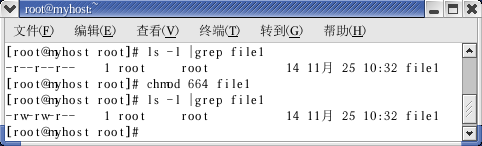 root@myhost:~
文件(F) 编辑(E) 查看(V) 终端(T) 转到(G) 帮助(H)
[root@myhost root]# ls -l |grep file1
-r--r--r-- 1 root root 14 11月 25 10:32 file1
[root@myhost root]# chmod 664 file1
[root@myhost root]# ls -l |grep file1
-rw-rw-r-- 1 root root 14 11月 25 10:32 file1
[root@myhost root]#